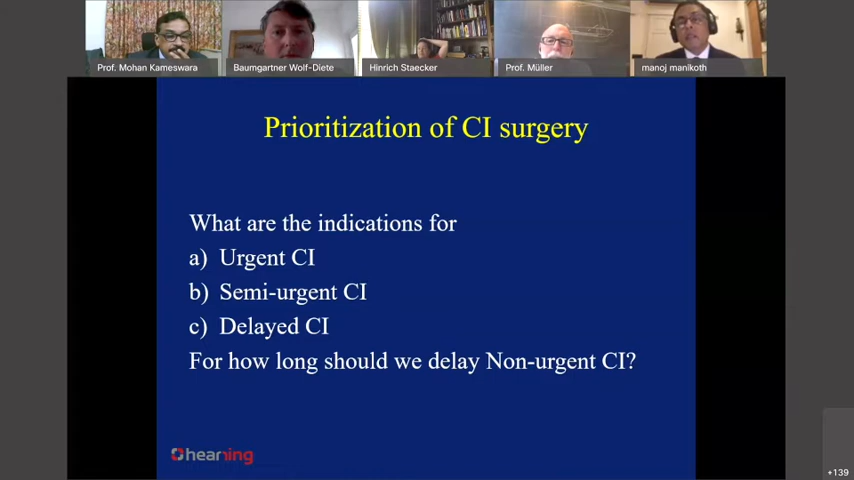 Prof. Mohan Kameswara
Baumgartner Wolf-Diete
Hinrich Staecker
Prof. Müller
manoj manikoth
Prioritization of CI surgery
What are the indications for
a) Urgent CI
b) Semi-urgent CI
c) Delayed CI
For how long should we delay Non-urgent CI?
hearring
+139